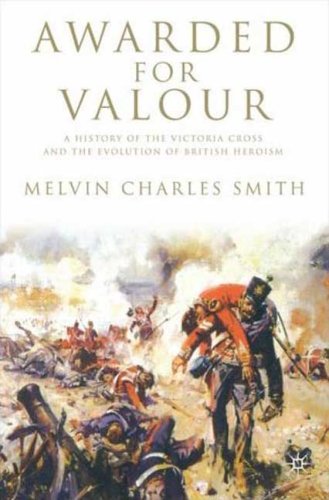 AWARDED
FOR
VALOUR
A HISTORY OF THE VICTORIA CROSS
AND THE EVOLUTION OF BRITISH HEROISM
MELVIN CHARLES SMITH